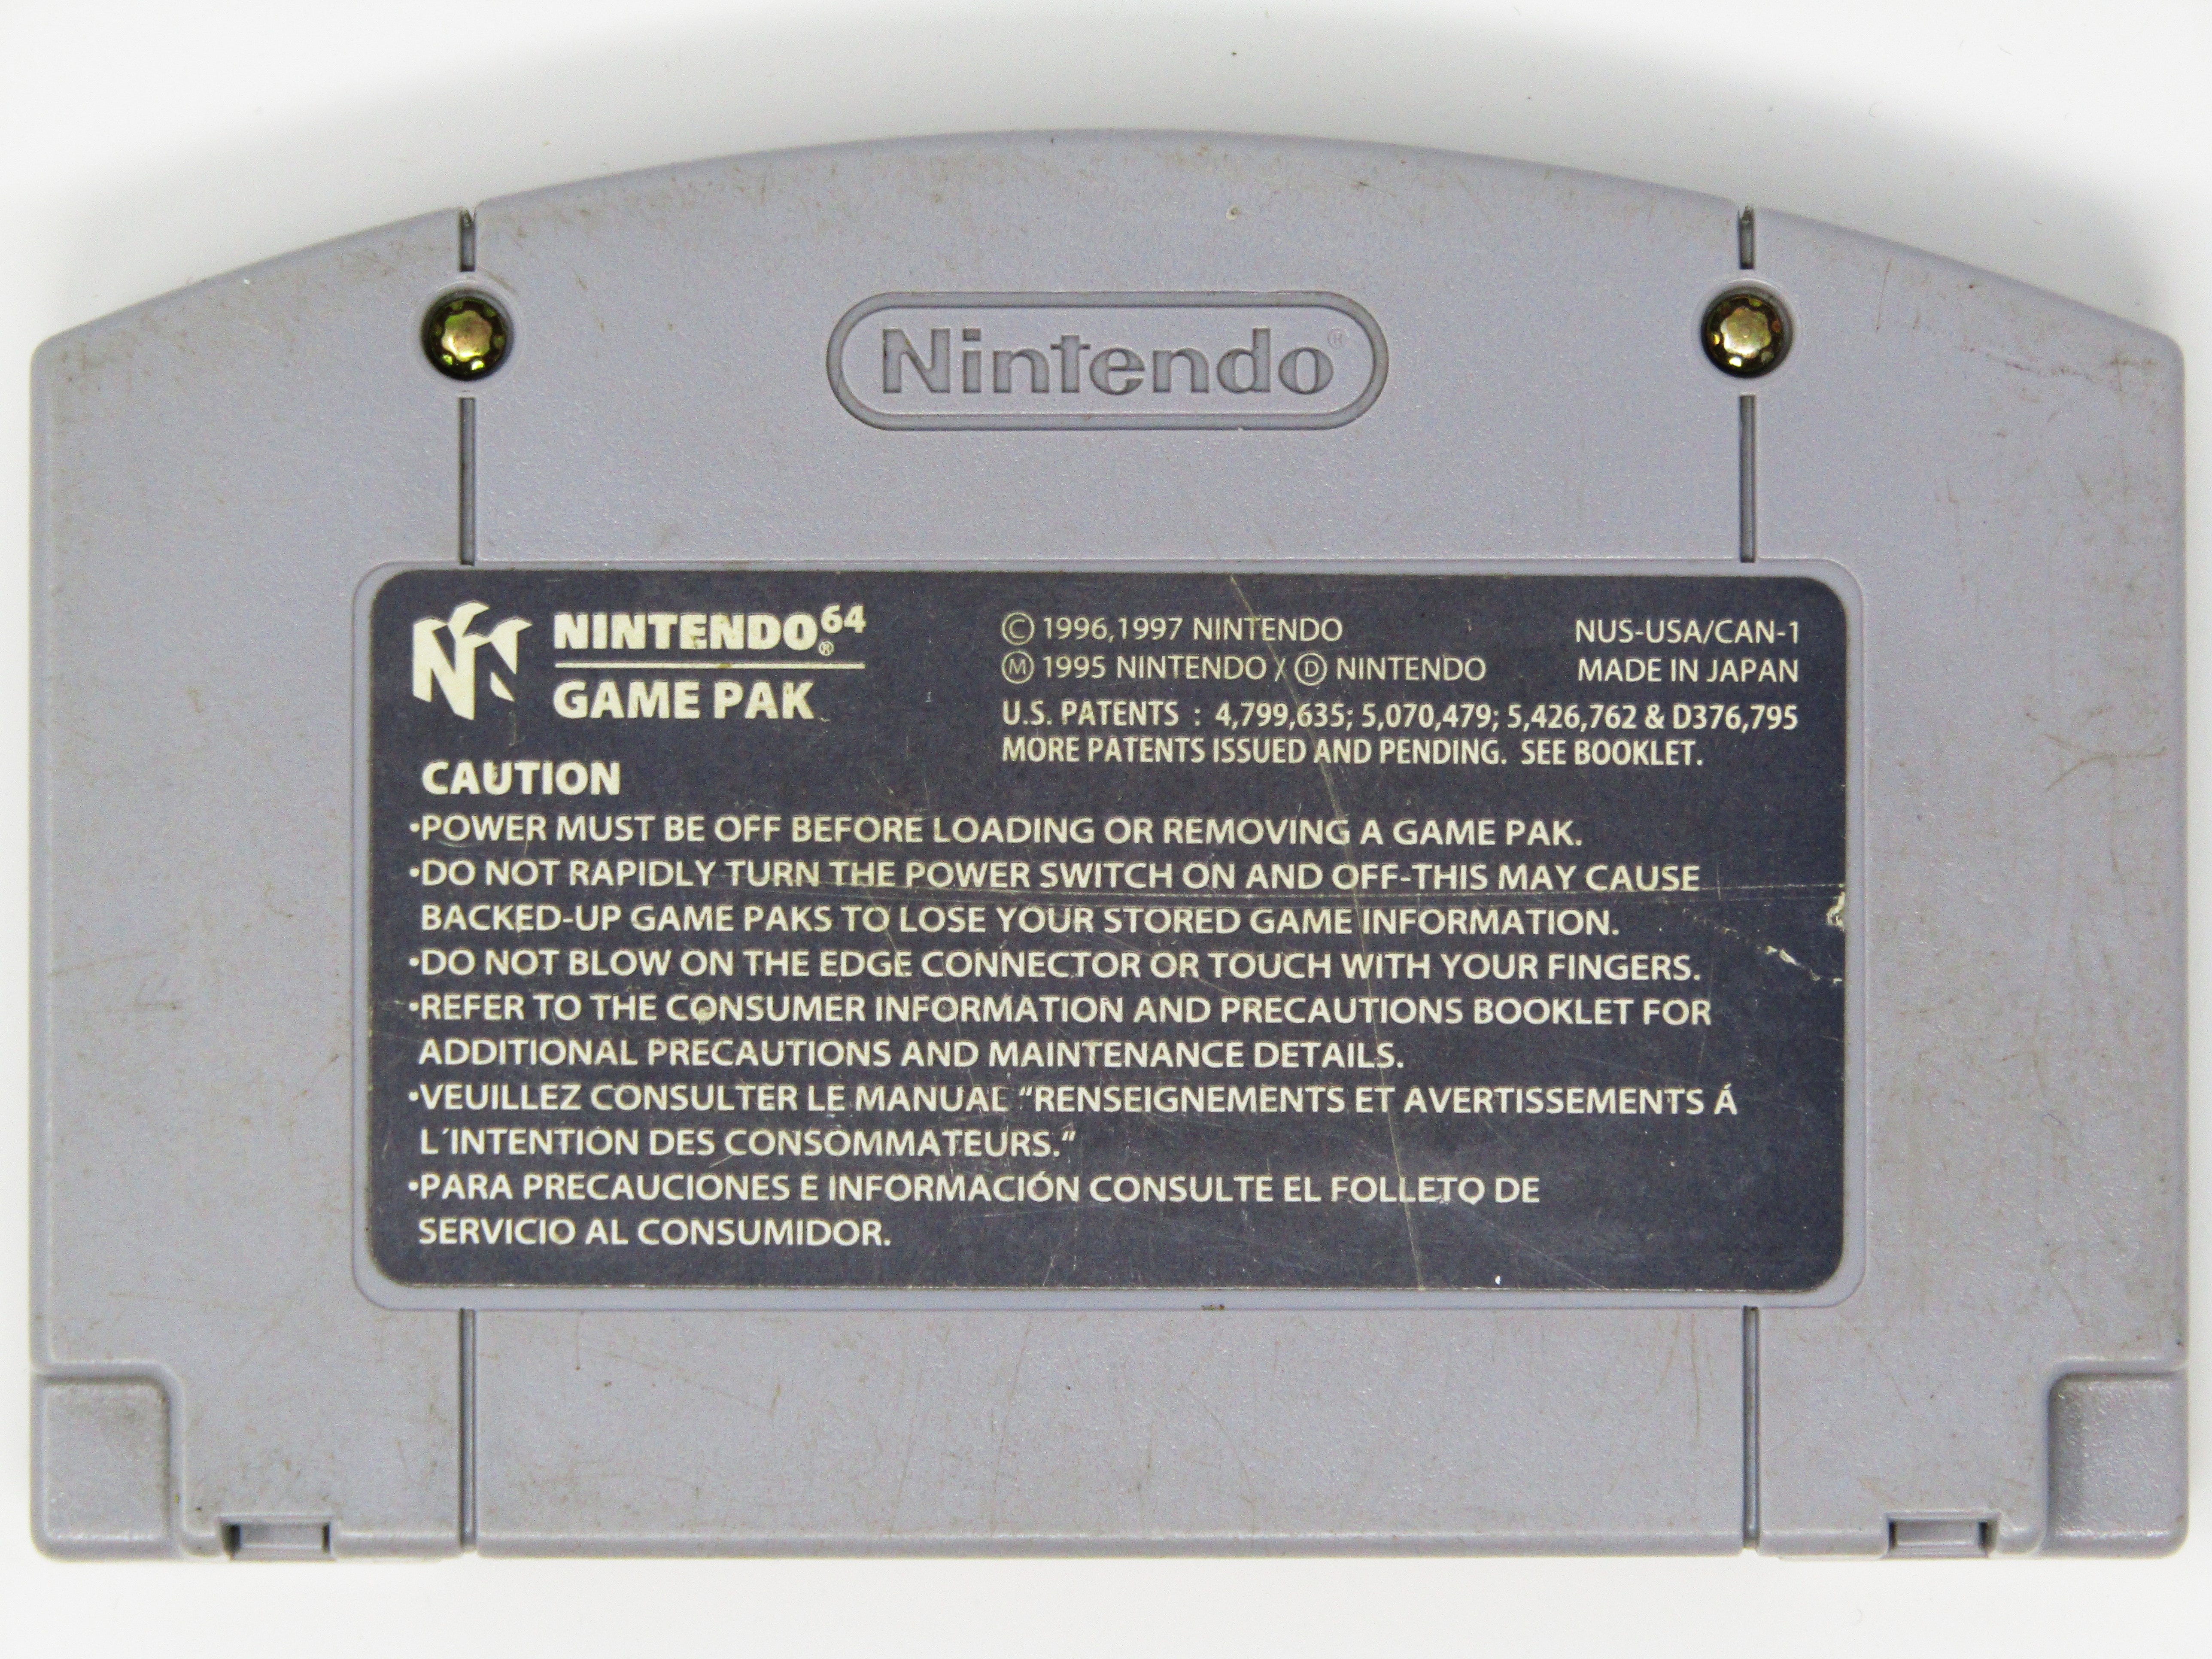 Nintendo®
NINTENDO⁶⁴®
GAME PAK
© 1996,1997 NINTENDO
Ⓜ 1995 NINTENDO / Ⓓ NINTENDO
NUS-USA/CAN-1
MADE IN JAPAN
U.S. PATENTS : 4,799,635; 5,070,479; 5,426,762 & D376,795
MORE PATENTS ISSUED AND PENDING. SEE BOOKLET.
CAUTION
•POWER MUST BE OFF BEFORE LOADING OR REMOVING A GAME PAK.
•DO NOT RAPIDLY TURN THE POWER SWITCH ON AND OFF-THIS MAY CAUSE
BACKED-UP GAME PAKS TO LOSE YOUR STORED GAME INFORMATION.
•DO NOT BLOW ON THE EDGE CONNECTOR OR TOUCH WITH YOUR FINGERS.
•REFER TO THE CONSUMER INFORMATION AND PRECAUTIONS BOOKLET FOR
ADDITIONAL PRECAUTIONS AND MAINTENANCE DETAILS.
•VEUILLEZ CONSULTER LE MANUAL "RENSEIGNEMENTS ET AVERTISSEMENTS Á
L´INTENTION DES CONSOMMATEURS."
•PARA PRECAUCIONES E INFORMACIÓN CONSULTE EL FOLLETO DE
SERVICIO AL CONSUMIDOR.